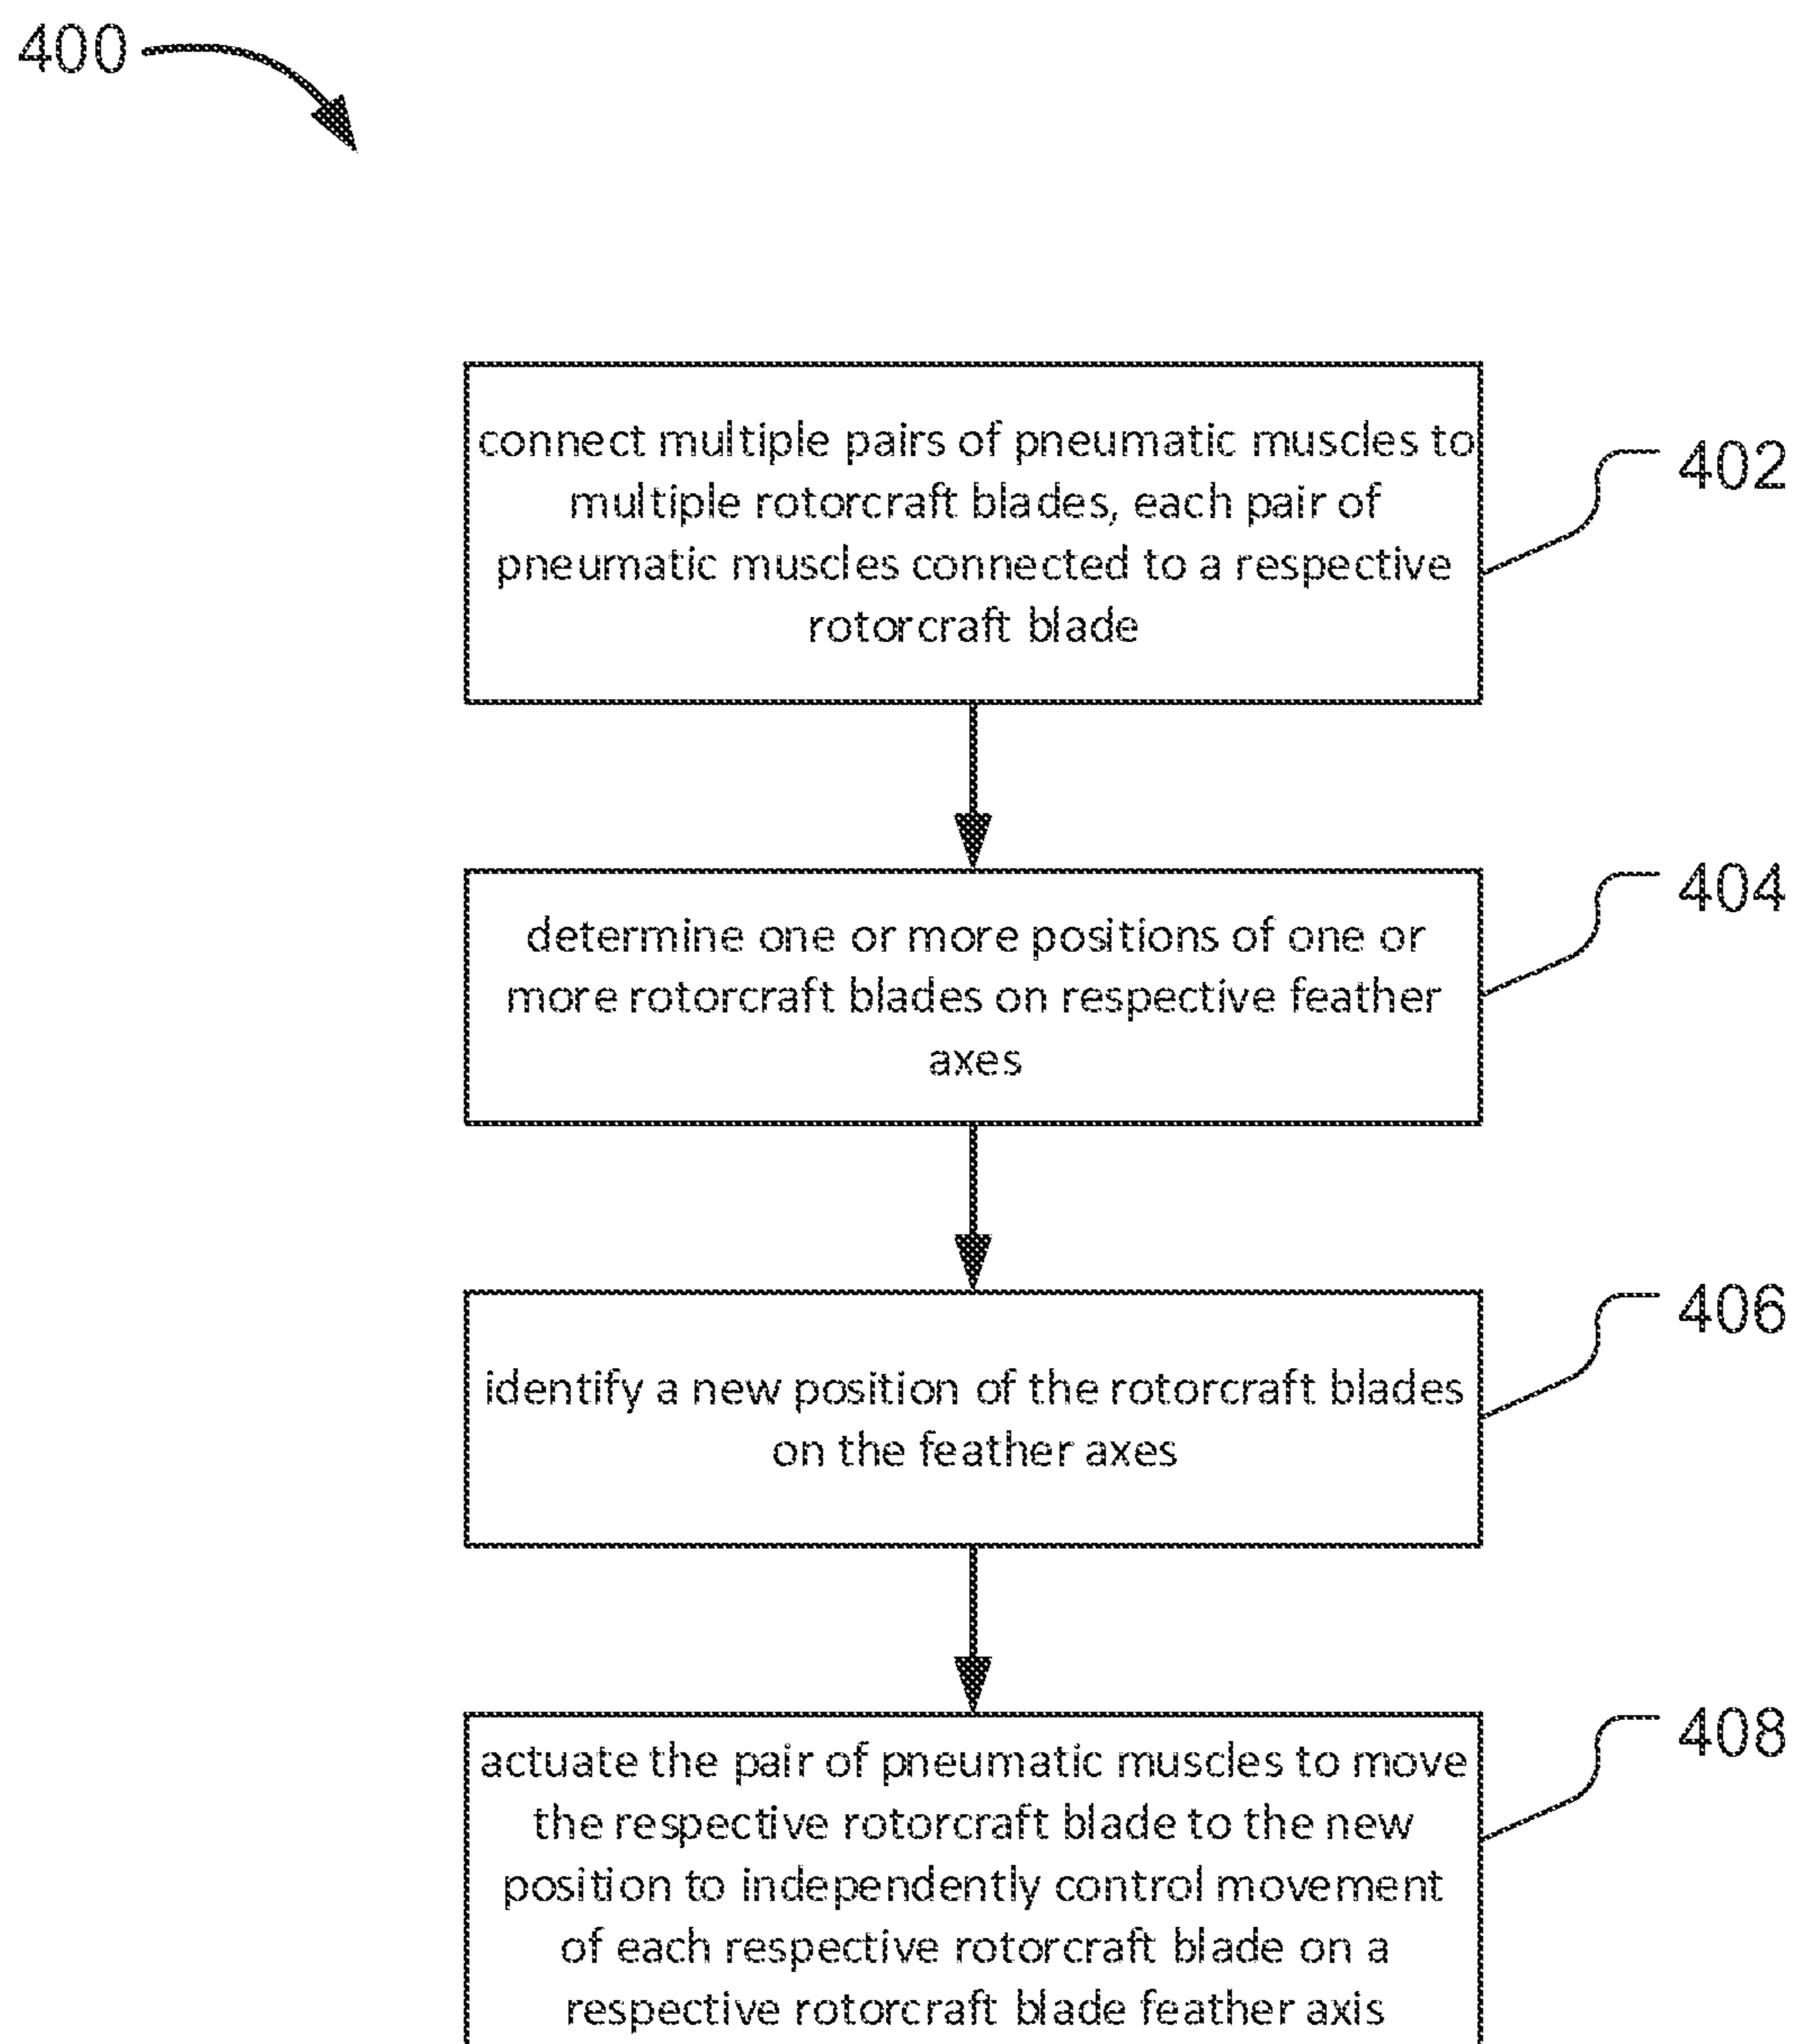 400
connect multiple pairs of pneumatic muscles to
multiple rotorcraft blades, each pair of
pneumatic muscles connected to a respective
rotorcraft blade
402
determine one or more positions of one or
more rotorcraft blades on respective feather
axes
404
identify a new position of the rotorcraft blades
on the feather axes
406
actuate the pair of pneumatic muscles to move
the respective rotorcraft blade to the new
position to independently control movement
of each respective rotorcraft blade on a
respective rotorcraft blade feather axis
408